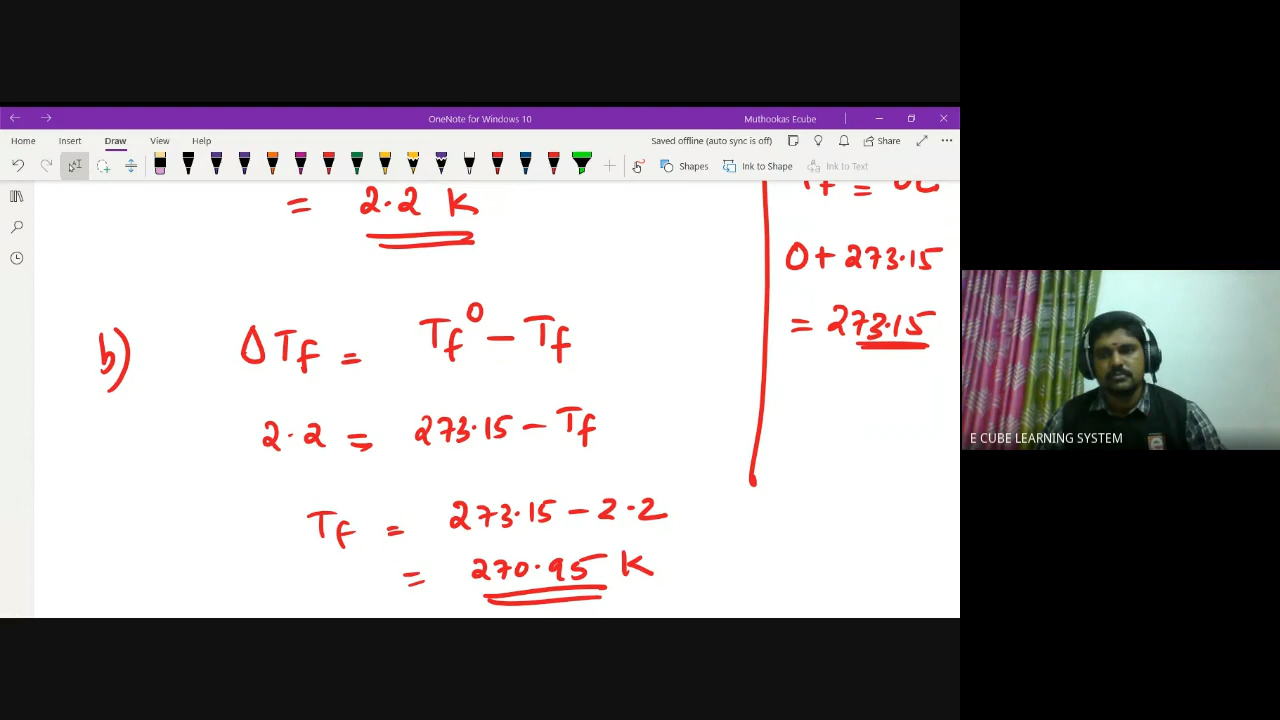 OneNote for Windows 10
Muthookas Ecube
Home Insert Draw View Help
Saved offline (auto sync is off)
Share
Shapes Ink to Shape Ink to Text
= 2.2 K
b) ΔTf = Tf⁰ - Tf
2.2 = 273.15 - Tf
Tf = 273.15 - 2.2
= 270.95 K
0 + 273.15
= 273.15
E CUBE LEARNING SYSTEM